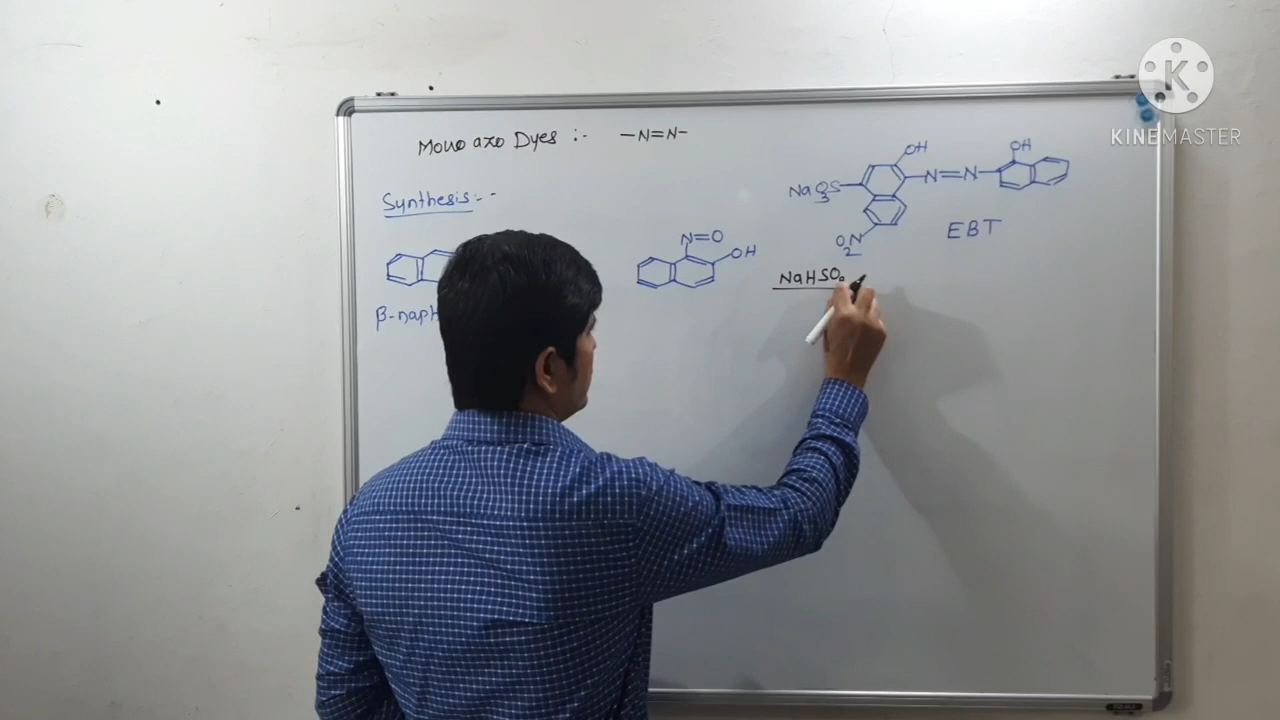 Mono azo Dyes :- —N=N—
Synthesis:-
OH
OH
NaO₃S
N=N
O₂N
EBT
N=O
OH
NaHSO₃
β-naph
KINEMASTER